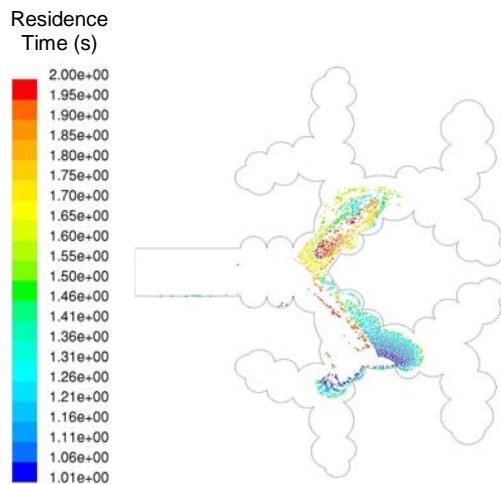 Residence
Time (s)
2.00e+00
1.95e+00
1.90e+00
1.85e+00
1.80e+00
1.75e+00
1.70e+00
1.65e+00
1.60e+00
1.55e+00
1.50e+00
1.46e+00
1.41e+00
1.36e+00
1.31e+00
1.26e+00
1.21e+00
1.16e+00
1.11e+00
1.06e+00
1.01e+00